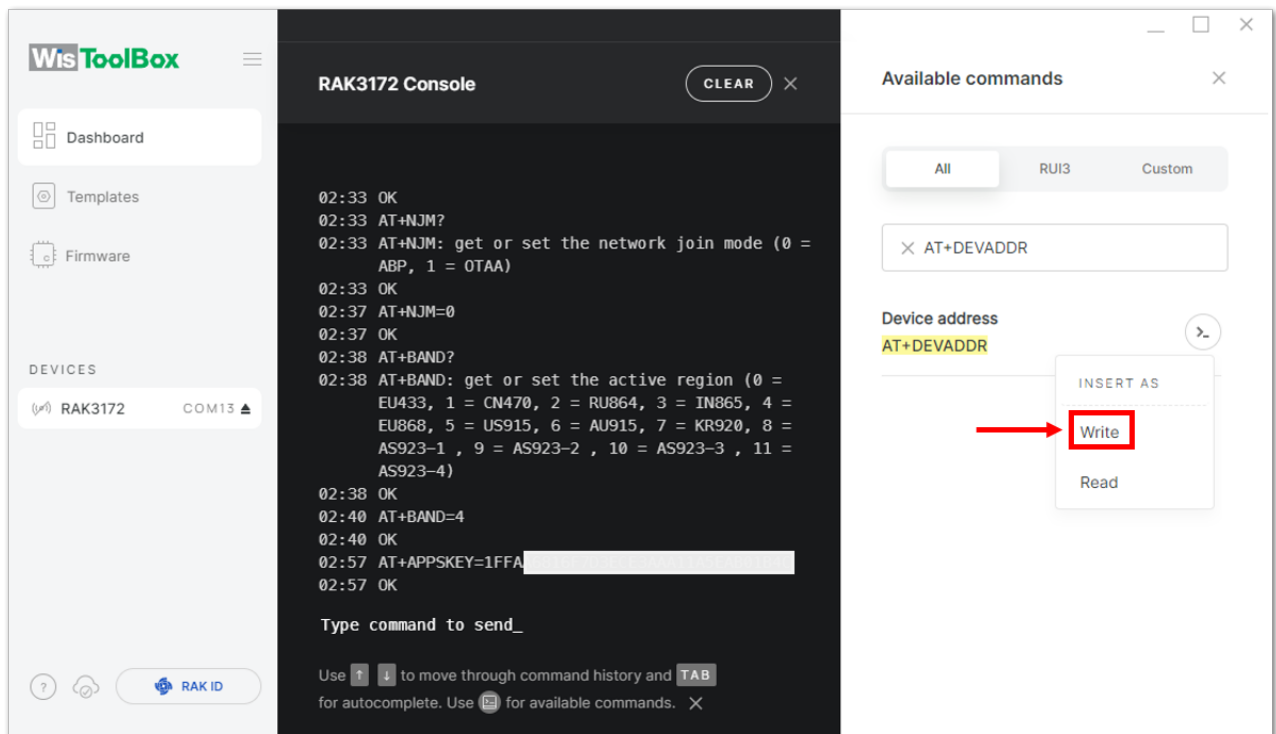 WisToolBox
Dashboard
Templates
Firmware
DEVICES
RAK3172 COM13
RAK ID
RAK3172 Console
CLEAR
02:33 OK
02:33 AT+NJM?
02:33 AT+NJM: get or set the network join mode (0 =
ABP, 1 = OTAA)
02:33 OK
02:37 AT+NJM=0
02:37 OK
02:38 AT+BAND?
02:38 AT+BAND: get or set the active region (0 =
EU433, 1 = CN470, 2 = RU864, 3 = IN865, 4 =
EU868, 5 = US915, 6 = AU915, 7 = KR920, 8 =
AS923-1 , 9 = AS923-2 , 10 = AS923-3 , 11 =
AS923-4)
02:38 OK
02:40 AT+BAND=4
02:40 OK
02:57 AT+APPSKEY=1FFA
02:57 OK
Type command to send_
Use ↑ ↓ to move through command history and TAB
for autocomplete. Use for available commands. ×
Available commands
All RUI3 Custom
AT+DEVADDR
Device address
AT+DEVADDR
INSERT AS
Write
Read